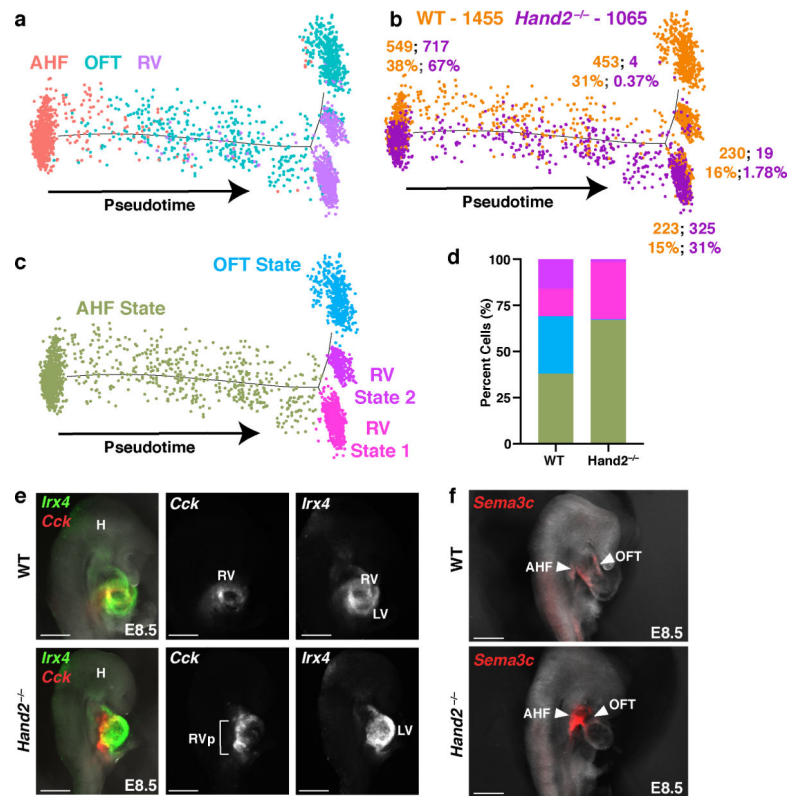 a
AHF OFT RV
Pseudotime
b
WT - 1455 Hand2⁻/⁻ - 1065
549; 717
38%; 67%
453; 4
31%; 0.37%
230; 19
16%; 1.78%
223; 325
15%; 31%
Pseudotime
c
OFT State
AHF State
RV
State 2
RV
State 1
Pseudotime
d
Percent Cells (%)
100
75
50
25
0
WT Hand2⁻/⁻
e
WT
Irx4
Cck
H
E8.5
Cck
RV
Irx4
RV
LV
Hand2⁻/⁻
Irx4
Cck
H
E8.5
Cck
RVp
Irx4
LV
E8.5
f
WT
Sema3c
AHF
OFT
E8.5
Hand2⁻/⁻
Sema3c
AHF
OFT
E8.5